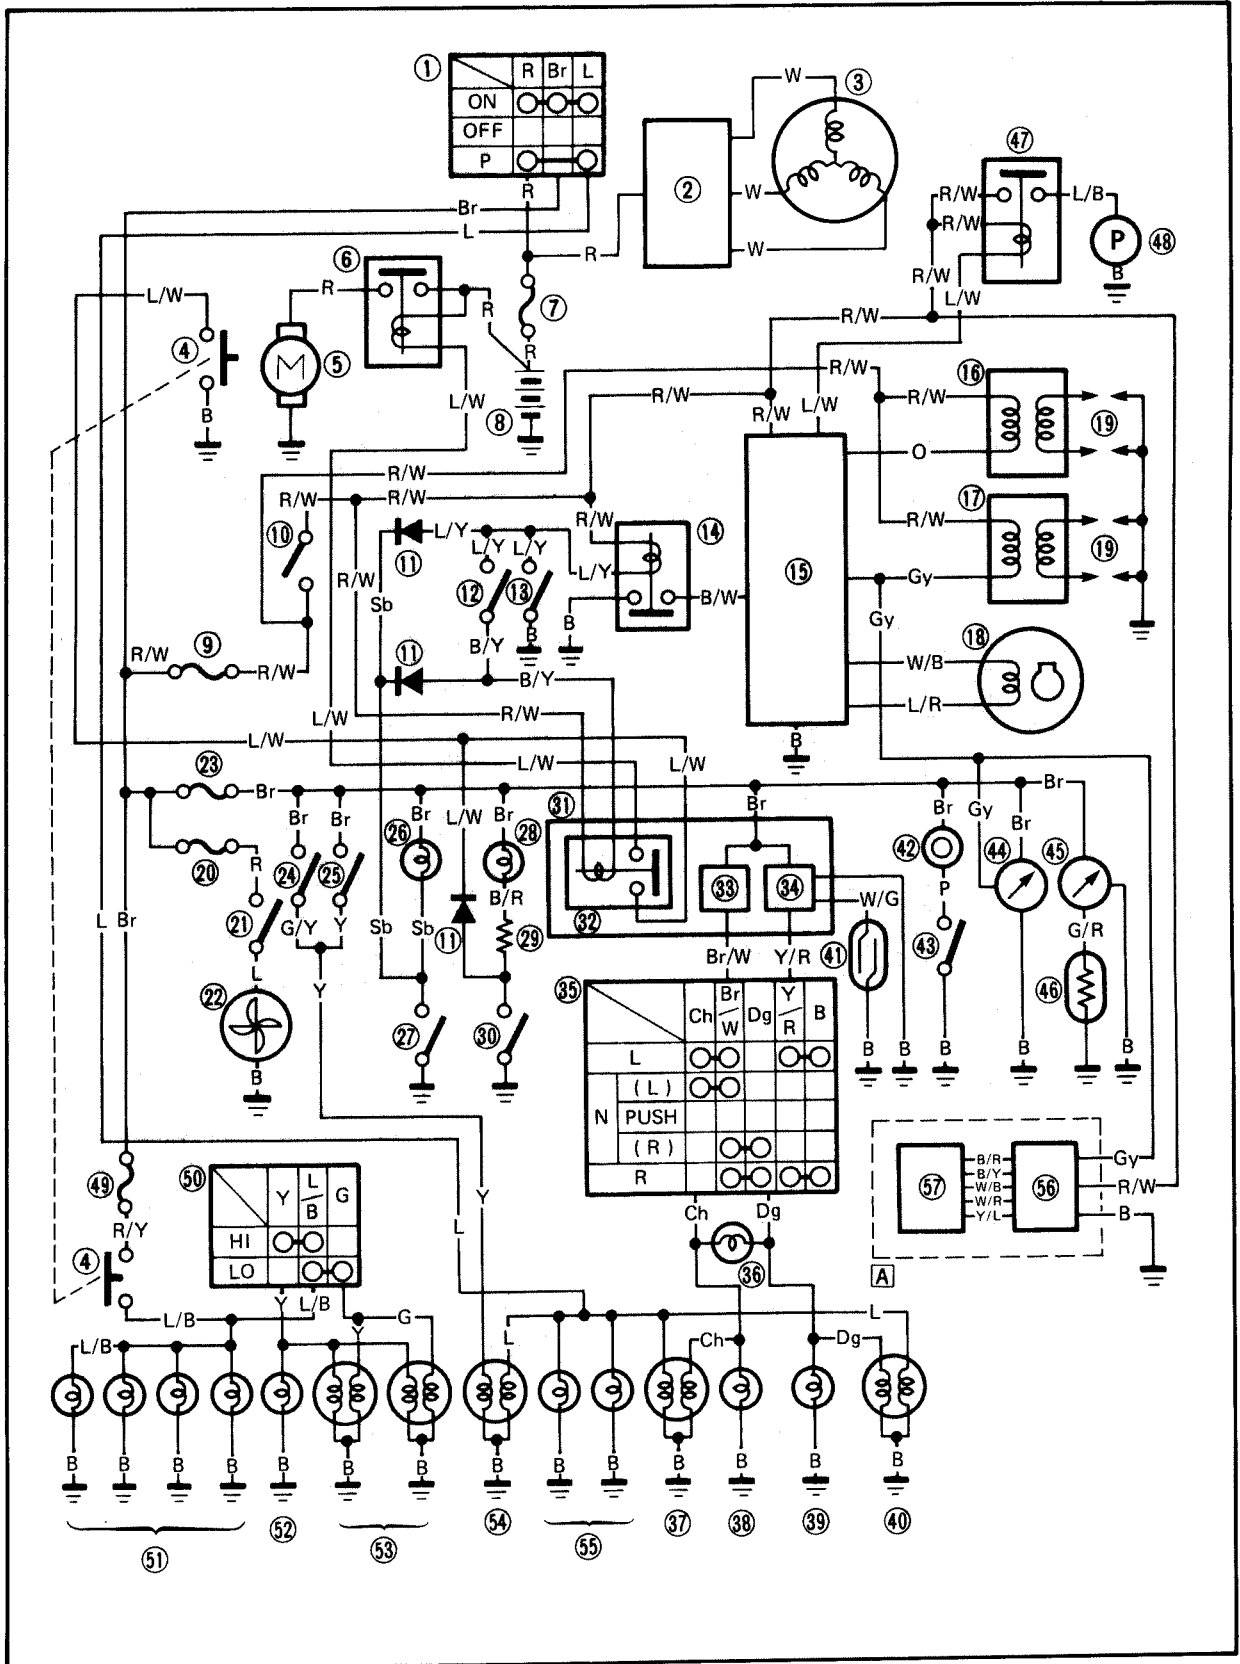 ① R Br L
ON
OFF
P
R
Br
L
W ③
② W
W
R
㊼
R/W L/B
R/W P ㊽
R/W B
L/W
⑥
L/W R R ⑦
④ M ⑤ R
B L/W ⑧
R/W
R/W
R/W
R/W L/W
⑯
R/W
⑲
O
R/W
R/W R/W
⑩ ⑪ L/Y R/W ⑭
L/Y L/Y L/Y
R/W ⑫ ⑬
Sb B B B/W
B/Y
⑮
⑰
R/W
⑲
Gy
Gy
⑱
W/B
L/R
B
R/W ⑨ R/W
⑪ B/Y
L/W R/W
L/W
L/W L/W
㉓ Br
Br Br Br L/W Br ㉛ Br
Br Gy Br Br
⑳ R ㉔ ㉕ ㉖ ㉘
㉝ ㉞
㊷ ㊹ ㊺
L Br ㉑ G/Y Y Sb Sb ⑪ B/R ㉙ ㉜
W/G
P
G/R
Br/W Y/R ㊶ ㊸ ㊻
L Y
㉒ B
㉗ ㉚
㉟ Ch Br/W Dg Y/R B
L
N (L)
PUSH
(R)
R
B B B B B B
Ch Dg
㊱
㊾ R/Y
④
㊿ Y L/B G
HI
LO
Y L
㊼ B/R
B/Y
W/B
W/R
Y/L
57 56
Gy
R/W
B
A
L/B Y L/B Y G
L/B L Ch Dg L
B B B B B B B B B B B B B B
51 52 53 54 55 ㊲ ㊳ ㊴ ㊵